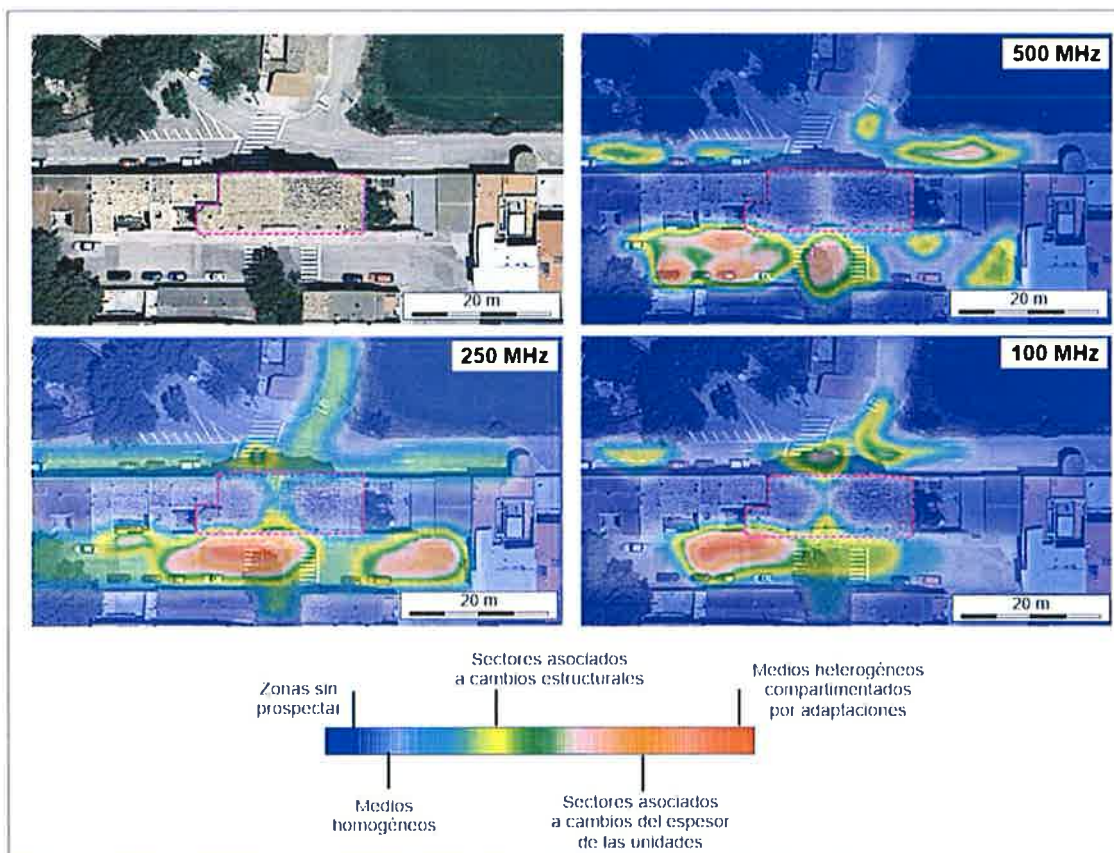 500 MHz
20 m
20 m
250 MHz
100 MHz
20 m
20 m
Zonas sin
prospectar
Sectores asociados
a cambios estructurales
Medios heterogéneos
compartimentados
por adaptaciones
Medios
homogéneos
Sectores asociados
a cambios del espesor
de las unidades